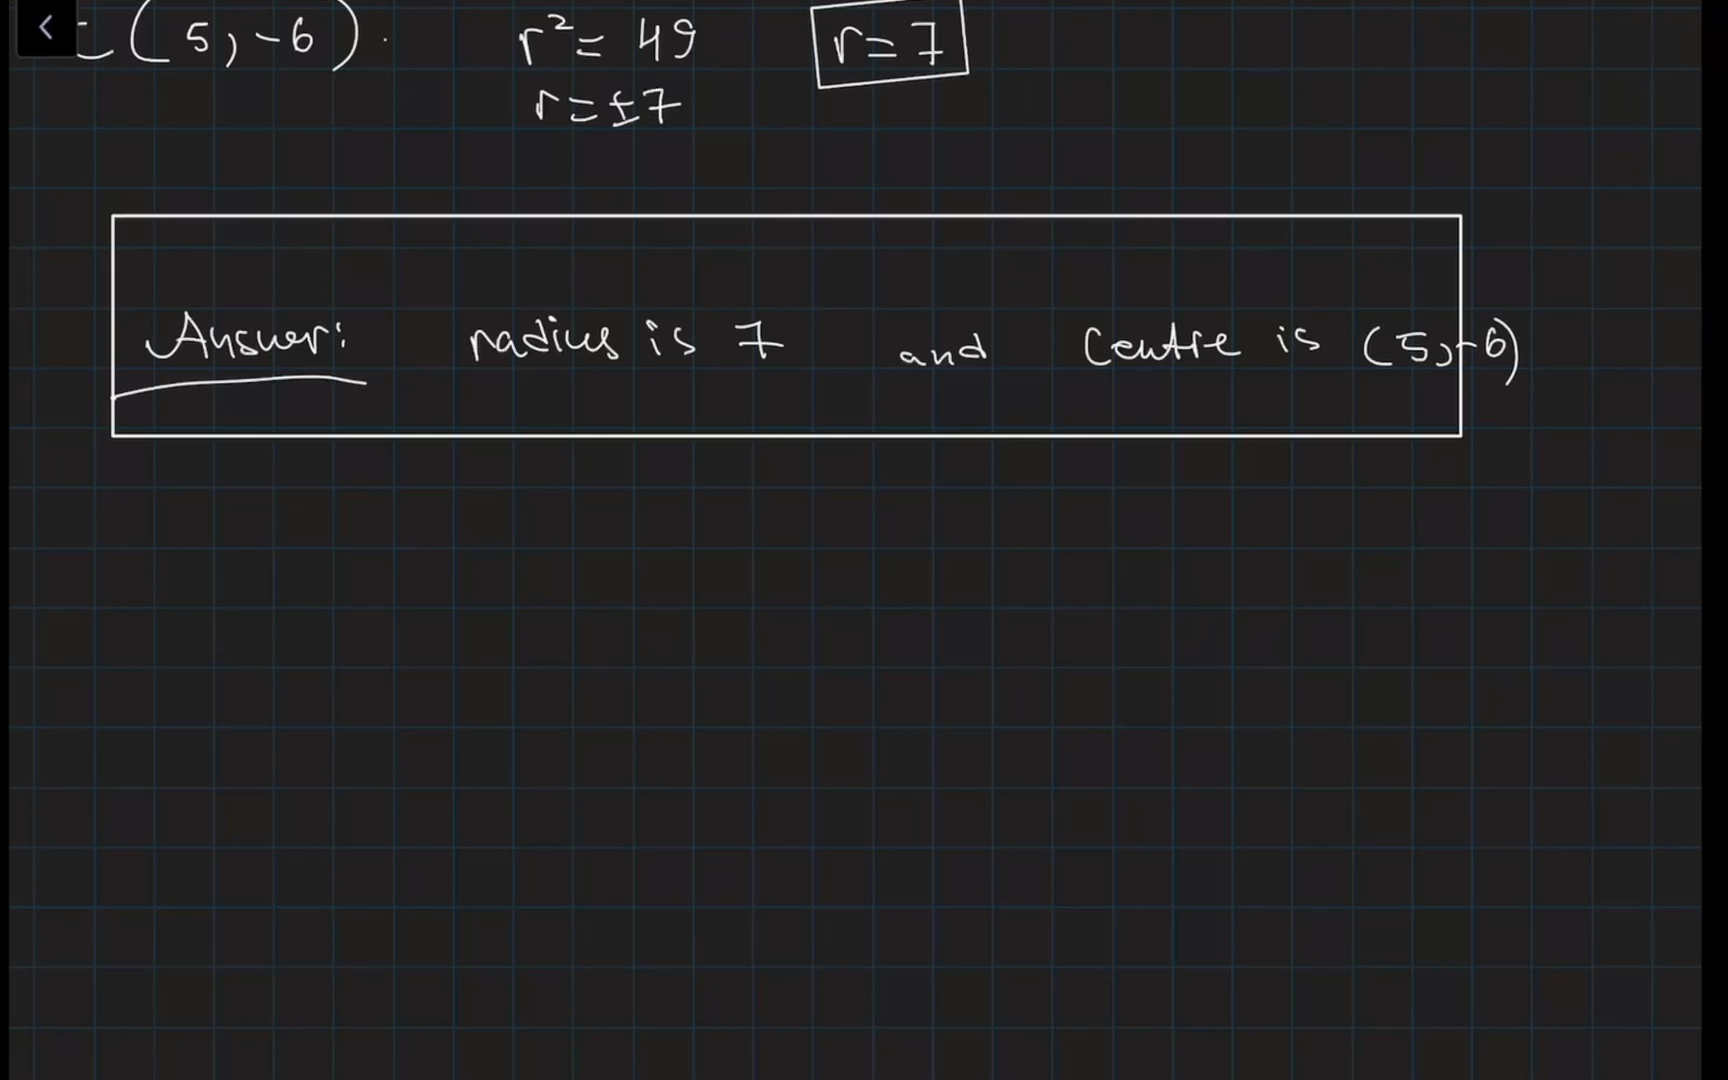 (5,-6). r²= 49 r=7
r=±7
Answer: radius is 7 and Centre is (5,-6)